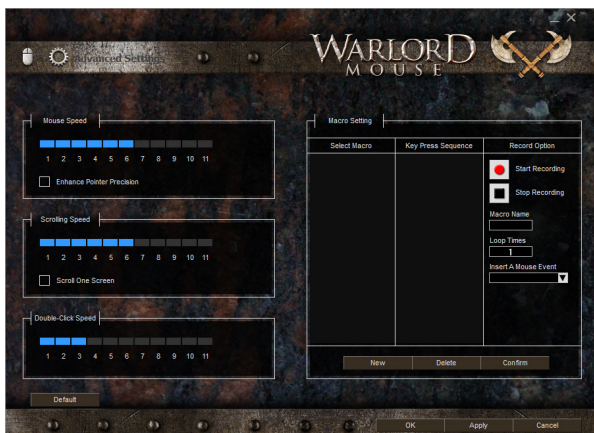 WARLORD
MOUSE
Advanced Settings
Mouse Speed
1 2 3 4 5 6 7 8 9 10 11
Enhance Pointer Precision
Scrolling Speed
1 2 3 4 5 6 7 8 9 10 11
Scroll One Screen
Double-Click Speed
1 2 3 4 5 6 7 8 9 10 11
Default
Macro Setting
Select Macro Key Press Sequence Record Option
Start Recording
Stop Recording
Macro Name
Loop Times
1
Insert A Mouse Event
New Delete Confirm
OK Apply Cancel